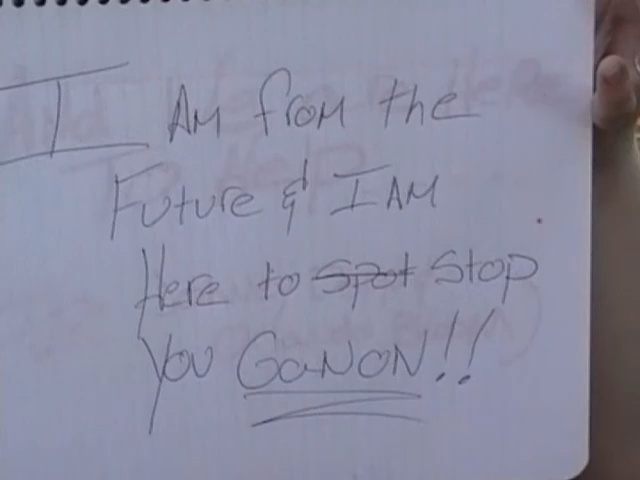 I AM from the
Future & I AM
Here to Spot Stop
You GANON!!